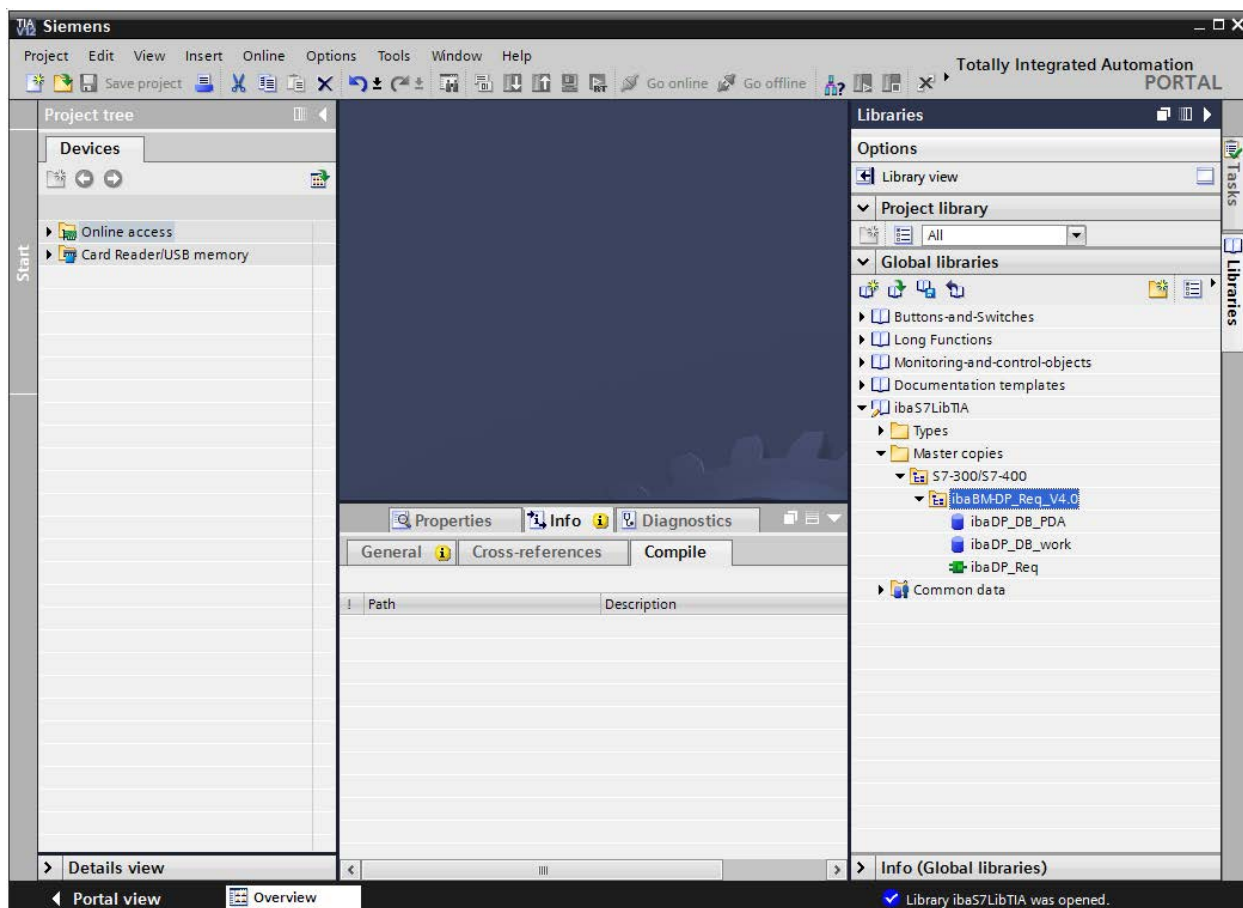 TIA
V12
Siemens
Project Edit View Insert Online Options Tools Window Help
Totally Integrated Automation
PORTAL
Save project
Go online
Go offline
Project tree
Devices
Online access
Card Reader/USB memory
Start
Details view
Properties
Info
Diagnostics
General
Cross-references
Compile
! Path Description
Libraries
Options
Library view
Project library
All
Global libraries
Buttons-and-Switches
Long Functions
Monitoring-and-control-objects
Documentation templates
ibaS7LibTIA
Types
Master copies
S7-300/S7-400
ibaBM-DP_Req_V4.0
ibaDP_DB_PDA
ibaDP_DB_work
ibaDP_Req
Common data
Info (Global libraries)
Tasks
Libraries
Portal view
Overview
Library ibaS7LibTIA was opened.